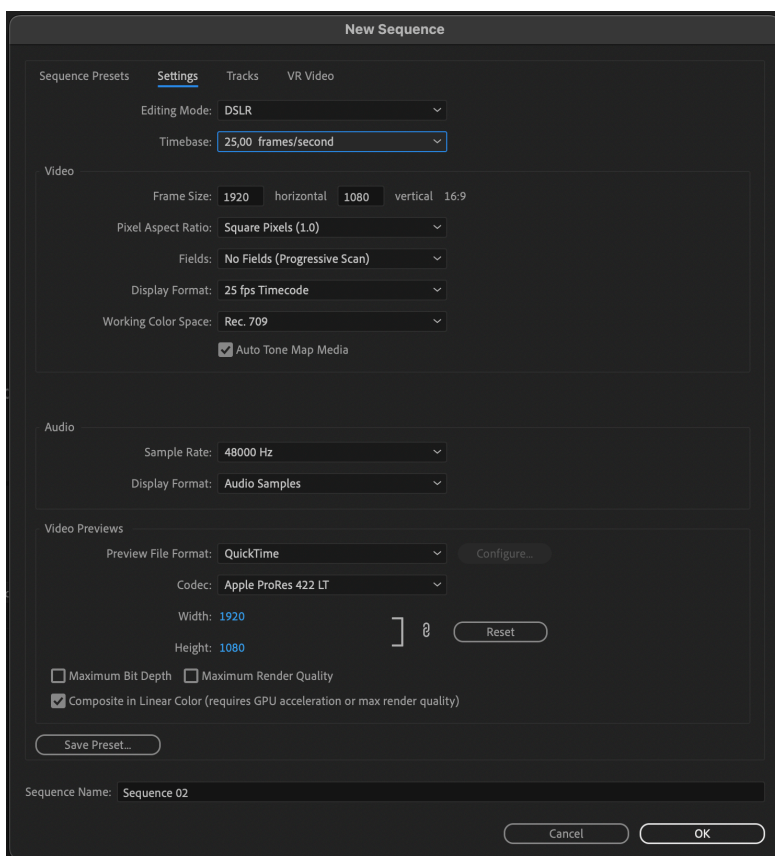 New Sequence
Sequence Presets Settings Tracks VR Video
Editing Mode: DSLR
Timebase: 25,00 frames/second
Video
Frame Size: 1920 horizontal 1080 vertical 16:9
Pixel Aspect Ratio: Square Pixels (1.0)
Fields: No Fields (Progressive Scan)
Display Format: 25 fps Timecode
Working Color Space: Rec. 709
Auto Tone Map Media
Audio
Sample Rate: 48000 Hz
Display Format: Audio Samples
Video Previews
Preview File Format: QuickTime Configure...
Codec: Apple ProRes 422 LT
Width: 1920
Reset
Height: 1080
Maximum Bit Depth Maximum Render Quality
Composite in Linear Color (requires GPU acceleration or max render quality)
Save Preset...
Sequence Name: Sequence 02
Cancel OK